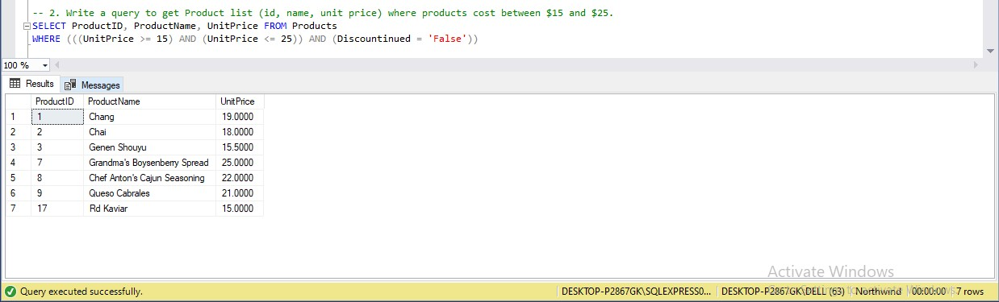 -- 2. Write a query to get Product list (id, name, unit price) where products cost between $15 and $25.
SELECT ProductID, ProductName, UnitPrice FROM Products
WHERE (((UnitPrice >= 15) AND (UnitPrice <= 25)) AND (Discountinued = 'False'))
100 %
Results Messages
ProductID ProductName UnitPrice
1 1 Chang 19.0000
2 2 Chai 18.0000
3 3 Genen Shouyu 15.5000
4 7 Grandma's Boysenberry Spread 25.0000
5 8 Chef Anton's Cajun Seasoning 22.0000
6 9 Queso Cabrales 21.0000
7 17 Rd Kaviar 15.0000
Activate Windows
Query executed successfully. DESKTOP-P2867GK\SQLEXPRESS0... DESKTOP-P2867GK\DELL (63) Northwind 00:00:00 7 rows